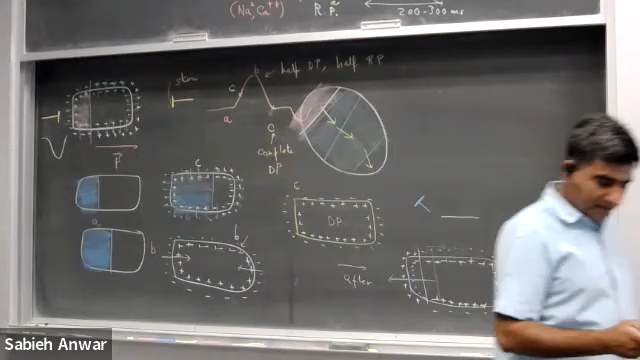 (Na⁺, Ca⁺⁺)
R.P.
200-300 ms
stim
b
half DP, half RP
c
a
a
complete
DP
P
c
a
b
b
c
DP
after
Sabieh Anwar